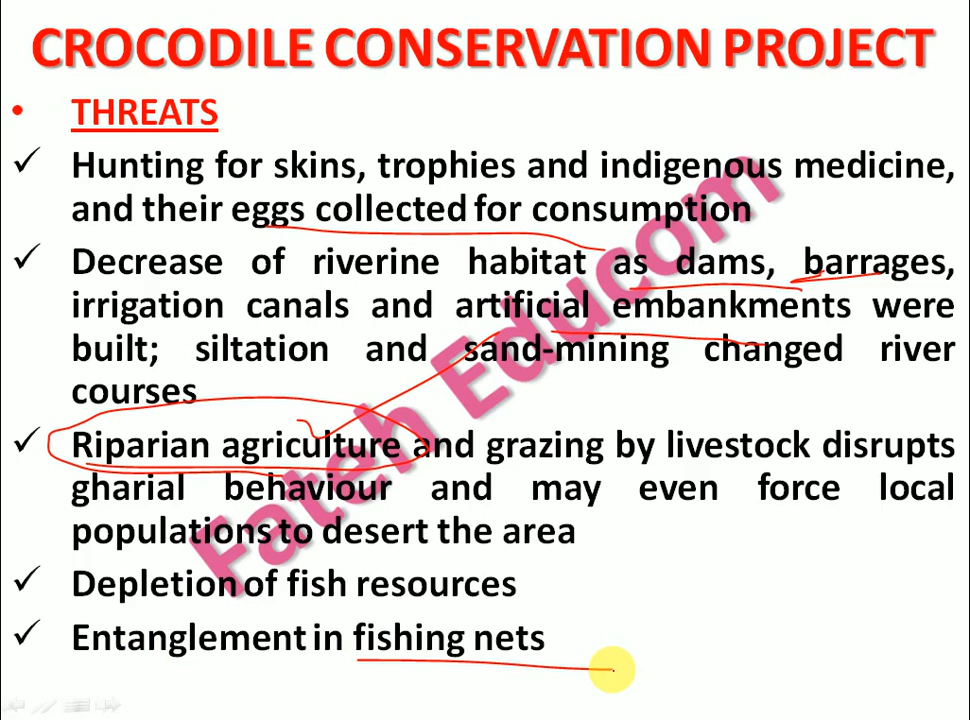 CROCODILE CONSERVATION PROJECT
• THREATS
✓ Hunting for skins, trophies and indigenous medicine,
and their eggs collected for consumption
✓ Decrease of riverine habitat as dams, barrages,
irrigation canals and artificial embankments were
built; siltation and sand-mining changed river
courses
✓ Riparian agriculture and grazing by livestock disrupts
gharial behaviour and may even force local
populations to desert the area
✓ Depletion of fish resources
✓ Entanglement in fishing nets
Fateh Educom